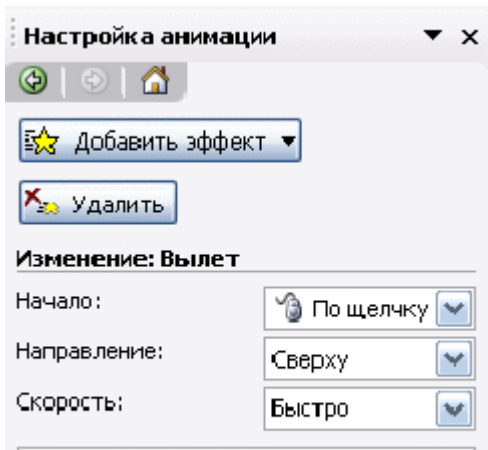 Настройка анимации
Добавить эффект
Удалить
Изменение: Вылет
Начало: По щелчку
Направление: Сверху
Скорость: Быстро